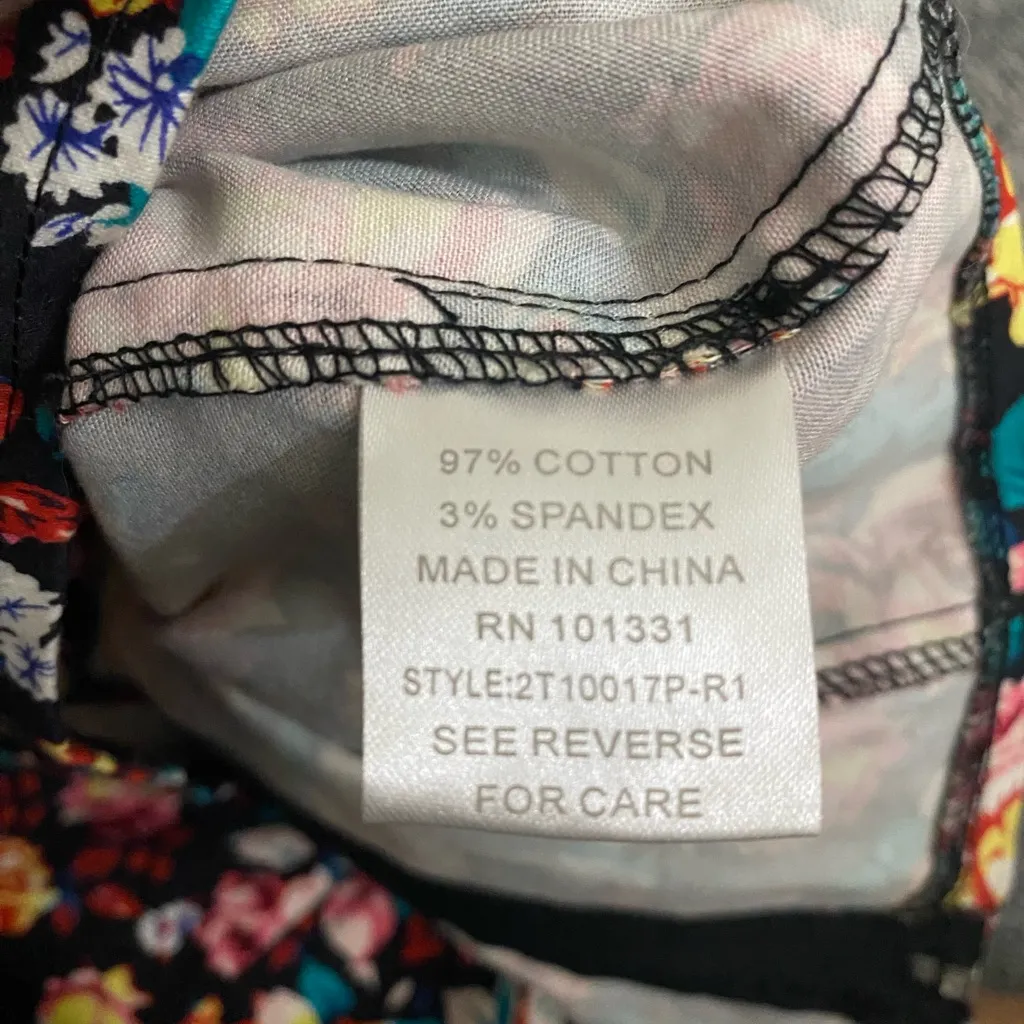 97% COTTON
3% SPANDEX
MADE IN CHINA
RN 101331
STYLE:2T10017P-R1
SEE REVERSE
FOR CARE